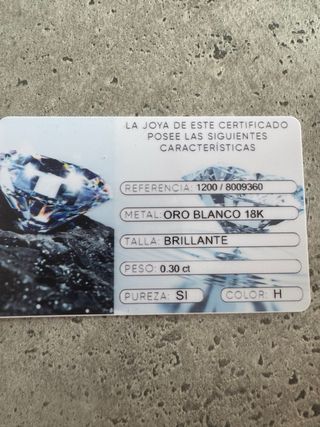 LA JOYA DE ESTE CERTIFICADO
POSEE LAS SIGUIENTES
CARACTERÍSTICAS
REFERENCIA: 1200 / 8009360
METAL: ORO BLANCO 18K
TALLA: BRILLANTE
PESO: 0.30 ct
PUREZA: SI COLOR: H